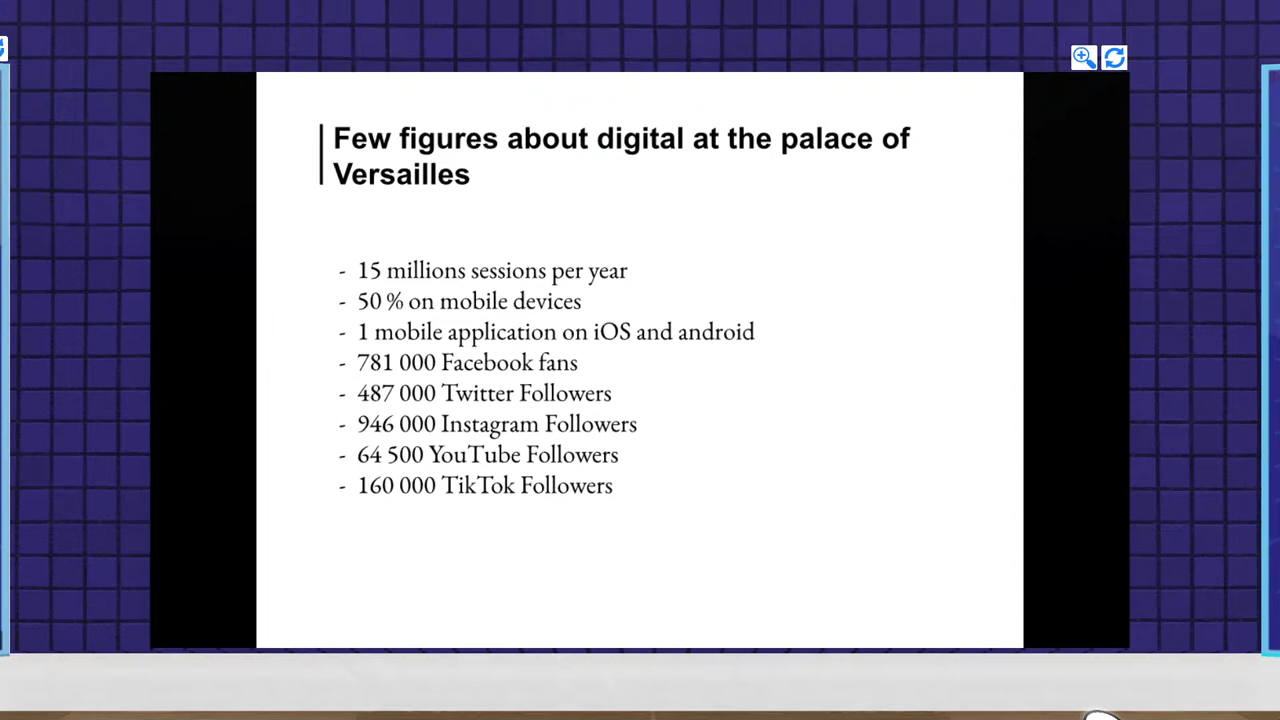 Few figures about digital at the palace of
Versailles
- 15 millions sessions per year
- 50 % on mobile devices
- 1 mobile application on iOS and android
- 781 000 Facebook fans
- 487 000 Twitter Followers
- 946 000 Instagram Followers
- 64 500 YouTube Followers
- 160 000 TikTok Followers